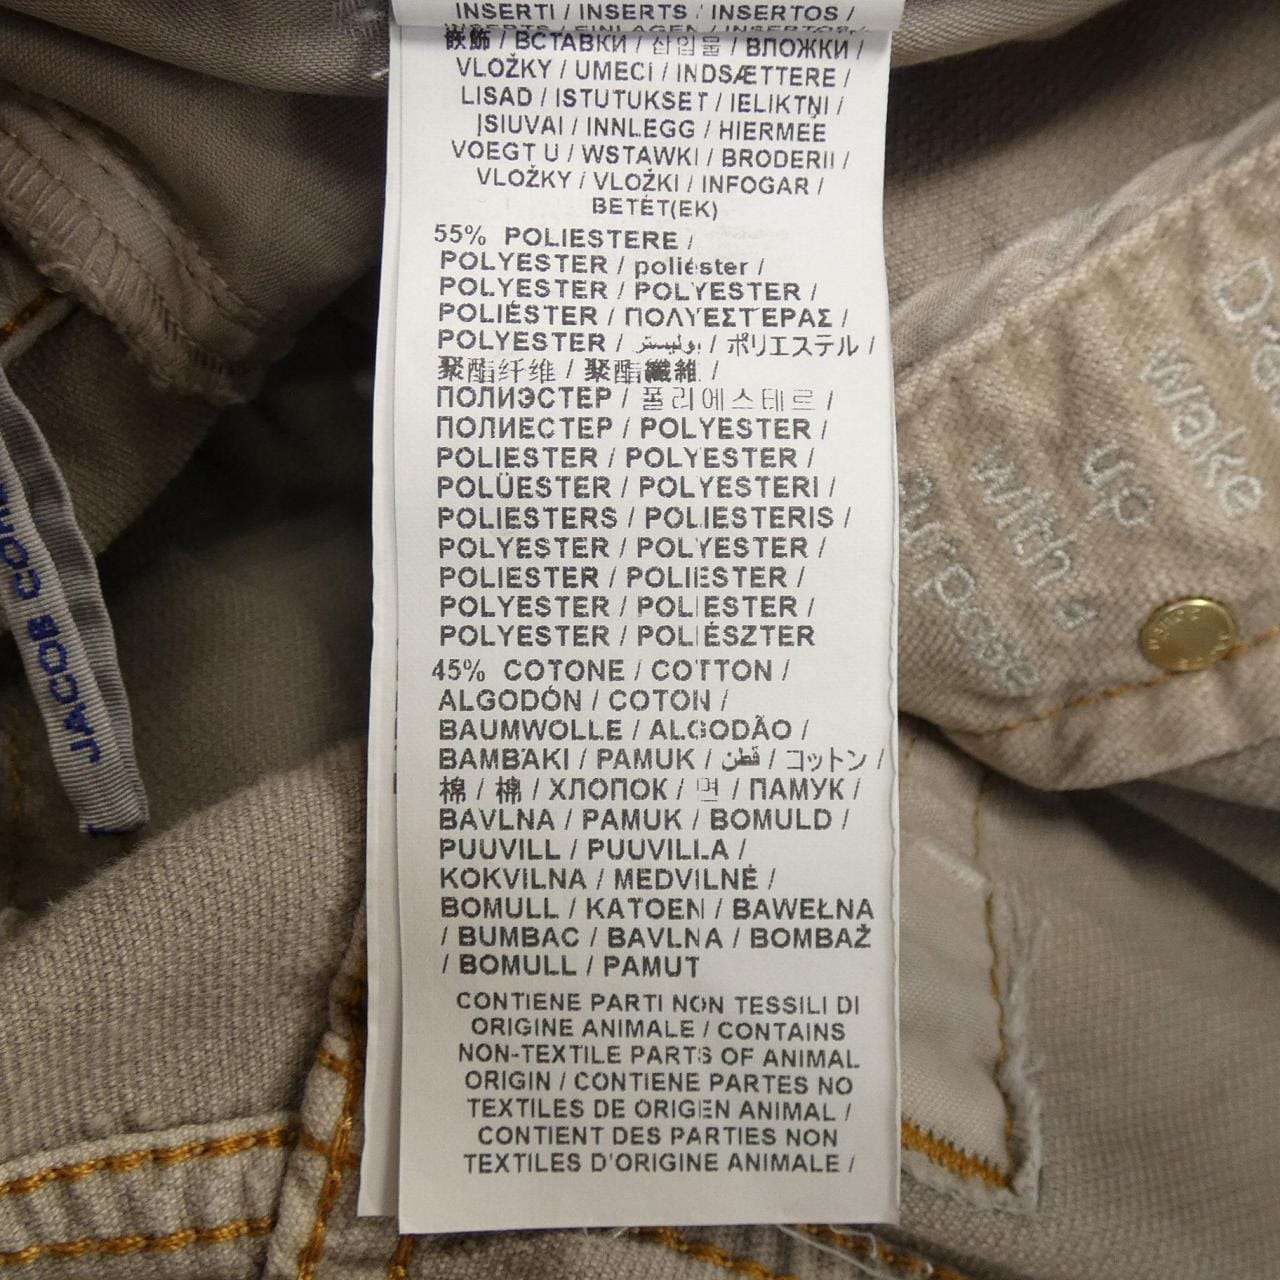 INSERTI / INSERTS / INSERTOS /
嵌飾 / ВСТАВКИ / 삽입물 / ВЛОЖКИ /
VLOŽKY / UMECI / INDSÆTTERE /
LISAD / ISTUTUKSET / IELIKTŅI /
ĮSIUVAI / INNLEGG / HIERMEE
VOEGT U / WSTAWKI / BRODERII /
VLOŽKY / VLOŽKI / INFOGAR /
BETÉT(EK)
55% POLIESTERE /
POLYESTER / poliéster /
POLYESTER / POLYESTER /
POLIÉSTER / ΠΟΛΥΕΣΤΕΡΑΣ /
POLYESTER / بوليستر / ポリエステル /
聚酯纤维 / 聚酯纖維 /
ПОЛИЭСТЕР / 폴리에스테르 /
ПОЛИЕСТЕР / POLYESTER /
POLIESTER / POLYESTER /
POLÜESTER / POLYESTERI /
POLIESTERS / POLIESTERIS /
POLYESTER / POLYESTER /
POLIESTER / POLIESTER /
POLYESTER / POLIESTER /
POLYESTER / POLIÉSZTER
45% COTONE / COTTON /
ALGODÓN / COTON /
BAUMWOLLE / ALGODÃO /
BAMBAKI / PAMUK / قطن / コットン /
棉 / 棉 / ХЛОПОК / 면 / ПАМУК /
BAVLNA / PAMUK / BOMULD /
PUUVILL / PUUVILLA /
KOKVILNA / MEDVILNĖ /
BOMULL / KATOEN / BAWEŁNA
/ BUMBAC / BAVLNA / BOMBAŽ
/ BOMULL / PAMUT
CONTIENE PARTI NON TESSILI DI
ORIGINE ANIMALE / CONTAINS
NON-TEXTILE PARTS OF ANIMAL
ORIGIN / CONTIENE PARTES NO
TEXTILES DE ORIGEN ANIMAL /
CONTIENT DES PARTIES NON
TEXTILES D'ORIGINE ANIMALE /
JACOB
wake
up
with a
purpose